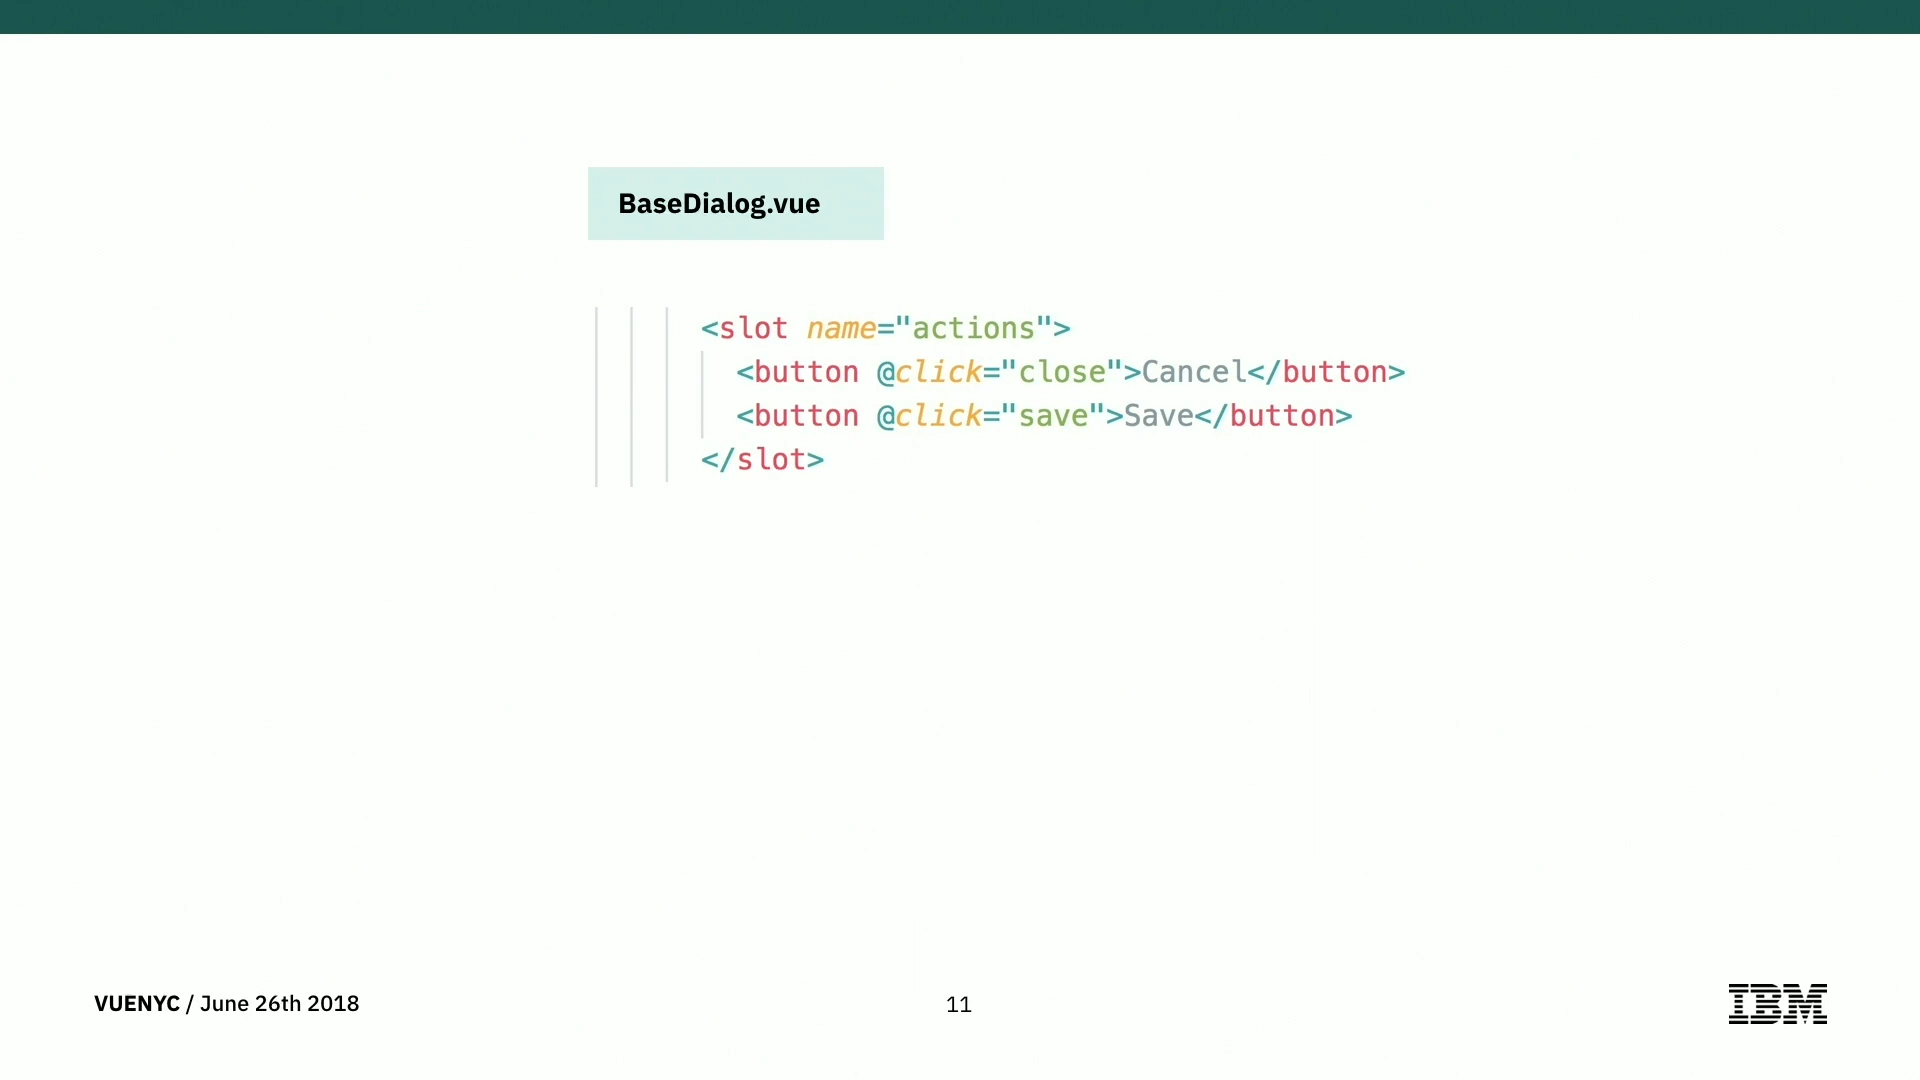 BaseDialog.vue
<slot name="actions">
<button @click="close">Cancel</button>
<button @click="save">Save</button>
</slot>
VUENYC / June 26th 2018
11
IBM